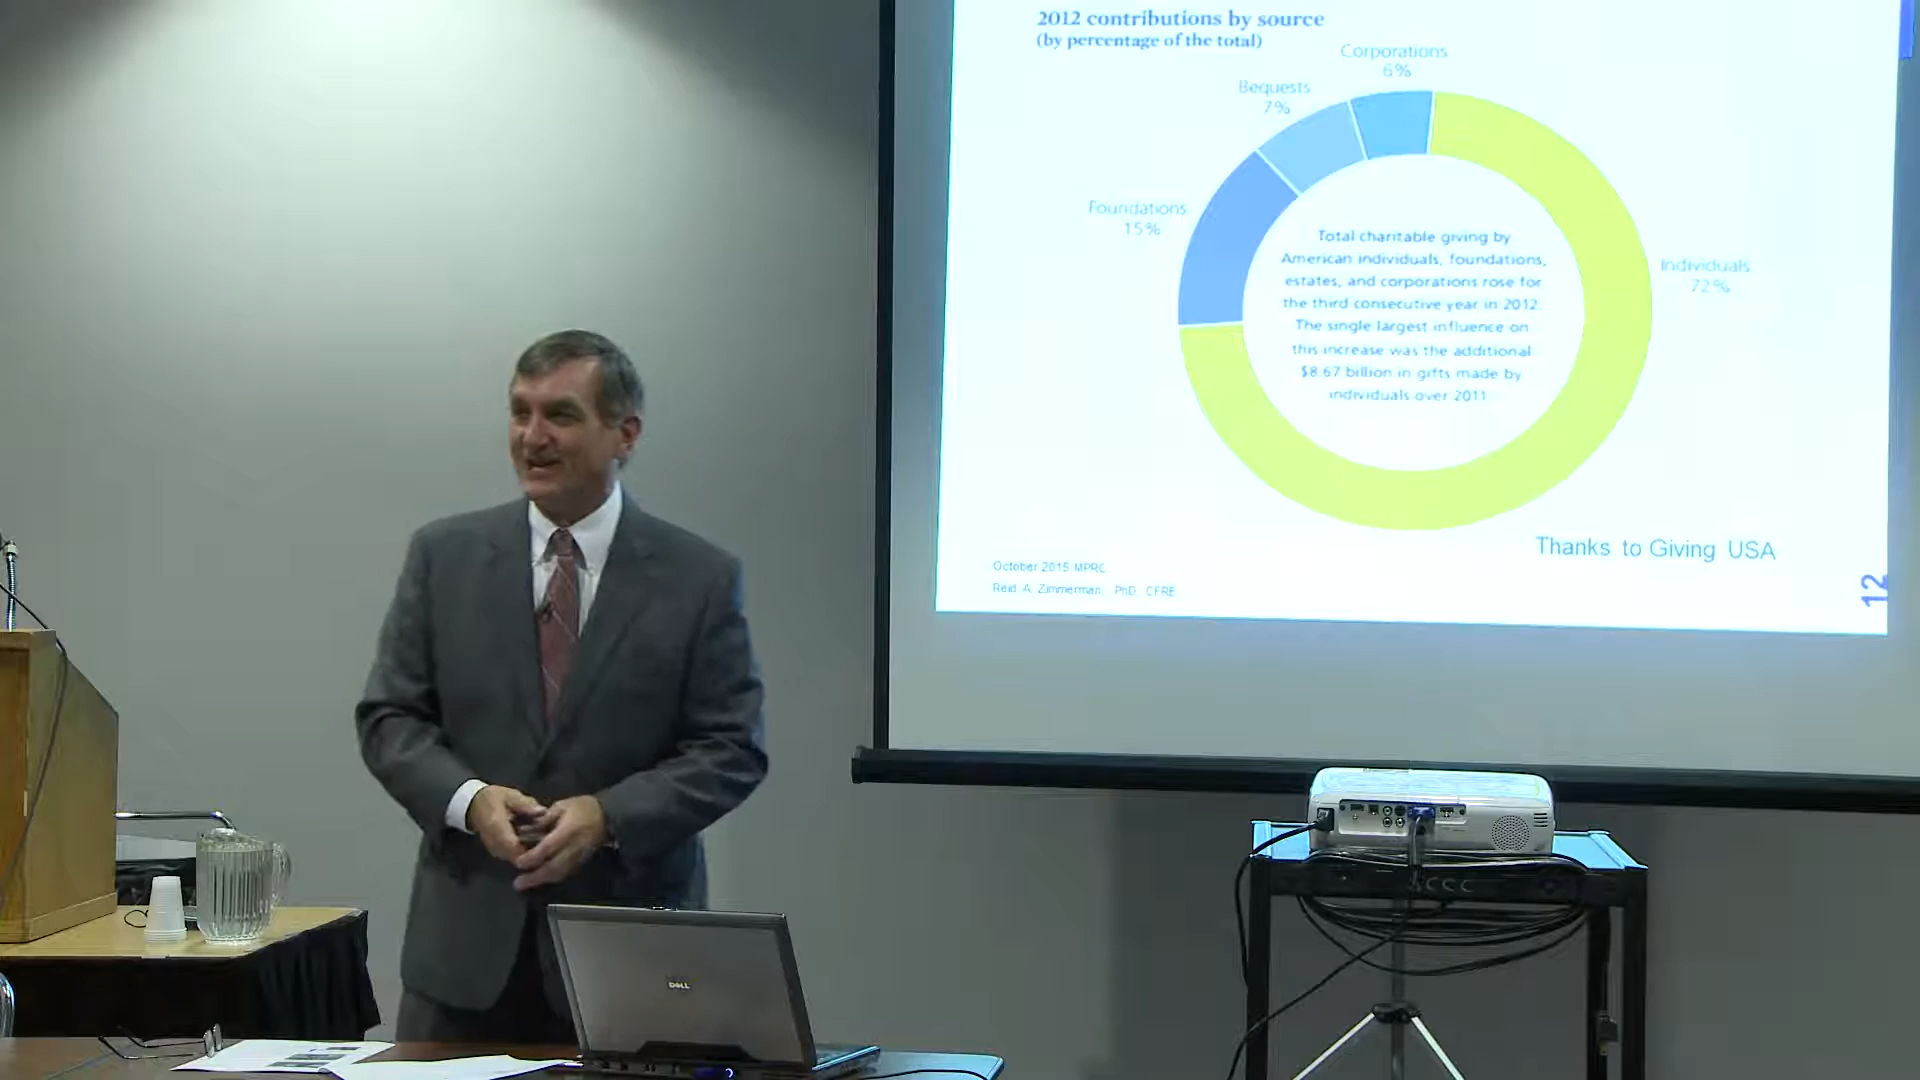 2012 contributions by source
(by percentage of the total)
Corporations
6%
Bequests
7%
Foundations
15%
Individuals
72%
Total charitable giving by
American individuals, foundations,
estates, and corporations rose for
the third consecutive year in 2012.
The single largest influence on
this increase was the additional
$8.67 billion in gifts made by
individuals over 2011
Thanks to Giving USA
October 2015 MPRC
Reid. A. Zimmerman, PhD. CFRE
12
DELL